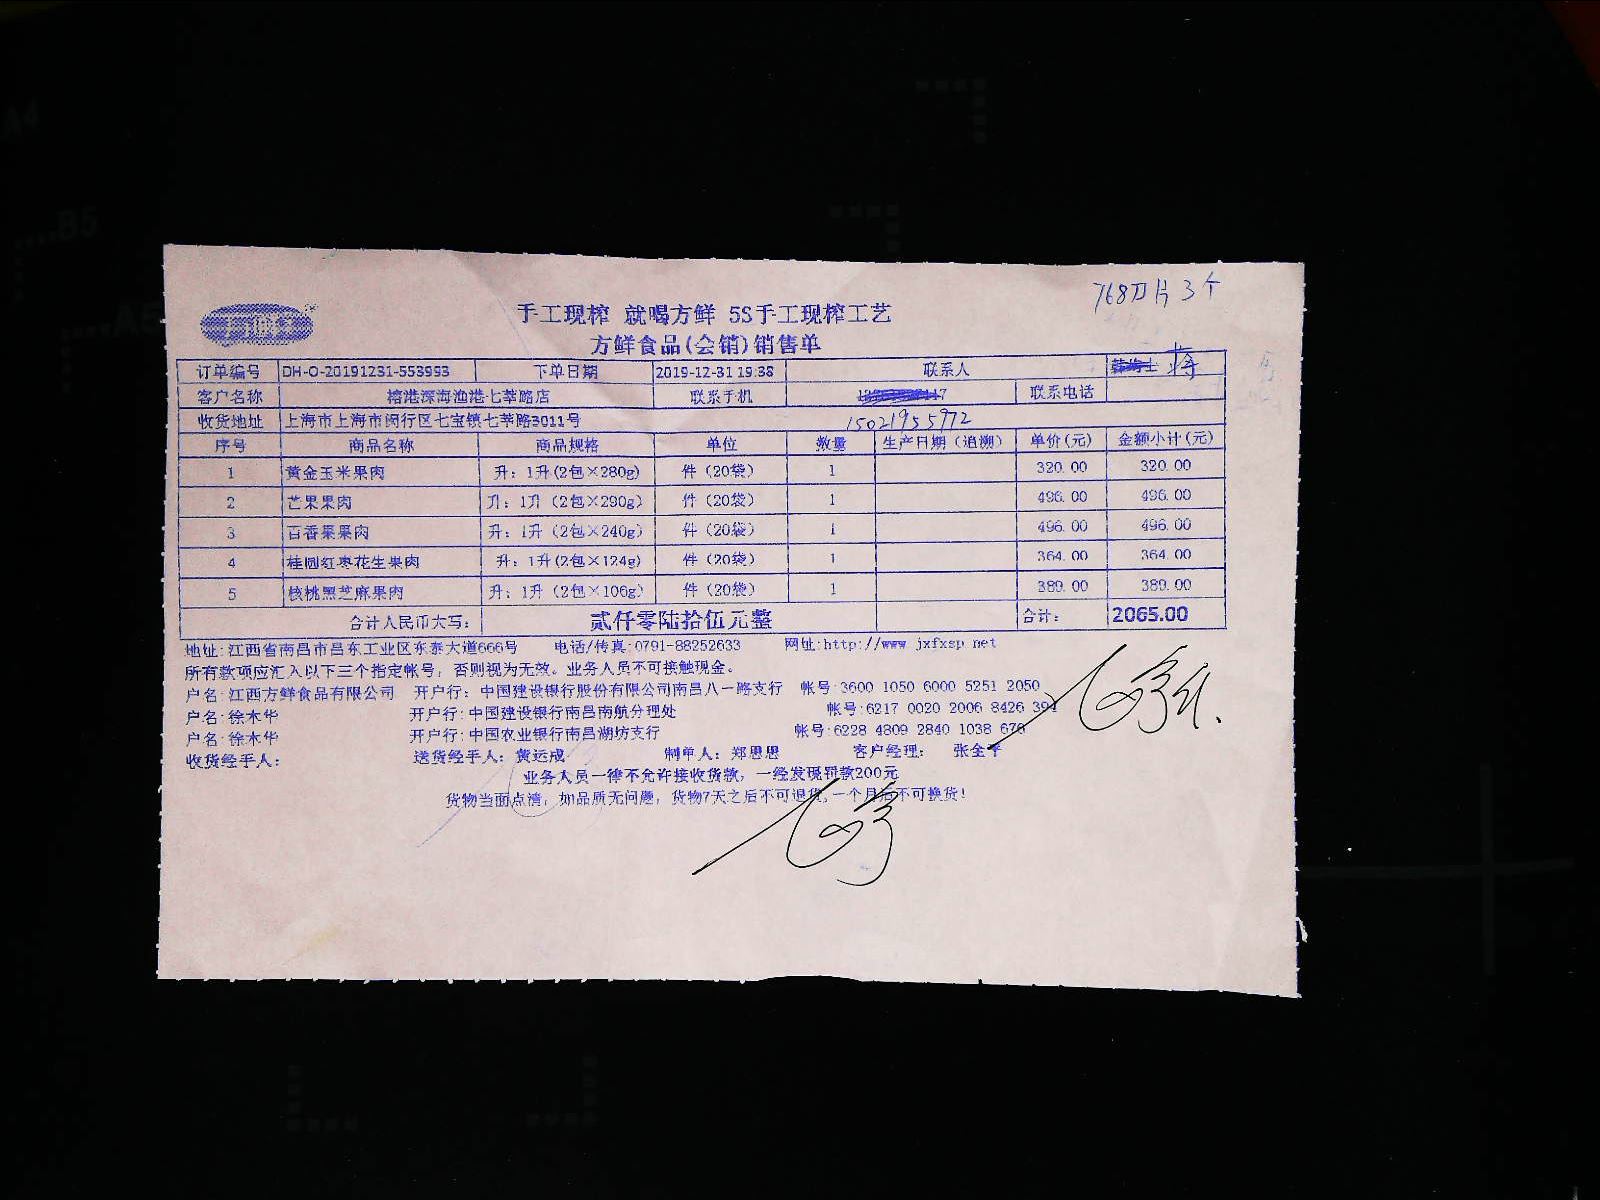 768刀片3个
手工现榨 就喝方鲜 5S手工现榨工艺
方鲜食品(会销)销售单
订单编号 DH-O-20191231-553993 下单日期 2019-12-31 19:38 联系人 蒋
客户名称 榕港深海渔港七莘路店 联系手机 联系电话
收货地址 上海市上海市闵行区七宝镇七莘路3011号 15021955972
序号 商品名称 商品规格 单位 数量 生产日期（追溯） 单价(元) 金额小计(元)
1 黄金玉米果肉 升: 1升(2包×280g) 件（20袋） 1 320.00 320.00
2 芒果果肉 升: 1升（2包×290g） 件（20袋） 1 496.00 496.00
3 百香果果肉 升: 1升（2包×240g） 件（20袋） 1 496.00 496.00
4 桂圆红枣花生果肉 升: 1升(2包×124g) 件（20袋） 1 364.00 364.00
5 核桃黑芝麻果肉 升: 1升（2包×106g） 件（20袋） 1 389.00 389.00
合计人民币大写: 贰仟零陆拾伍元整 合计: 2065.00
地址:江西省南昌市昌东工业区东泰大道666号 电话/传真:0791-88252633 网址:http://www jxfxsp net
所有款项应汇入以下三个指定帐号，否则视为无效。业务人员不可接触现金。
户名:江西方鲜食品有限公司 开户行: 中国建设银行股份有限公司南昌八一路支行 帐号:3600 1050 6000 5251 2050
户名:徐木华 开户行:中国建设银行南昌南航分理处 帐号:6217 0020 2006 8426 394
户名:徐木华 开户行:中国农业银行南昌湖坊支行 帐号:6228 4809 2840 1038 676
收货经手人: 送货经手人: 黄远成 制单人: 郑恩恩 客户经理: 张全平
业务人员一律不允许接收货款，一经发现罚款200元
货物当面点清，如品质无问题，货物7天之后不可退货,一个月后不可换货!